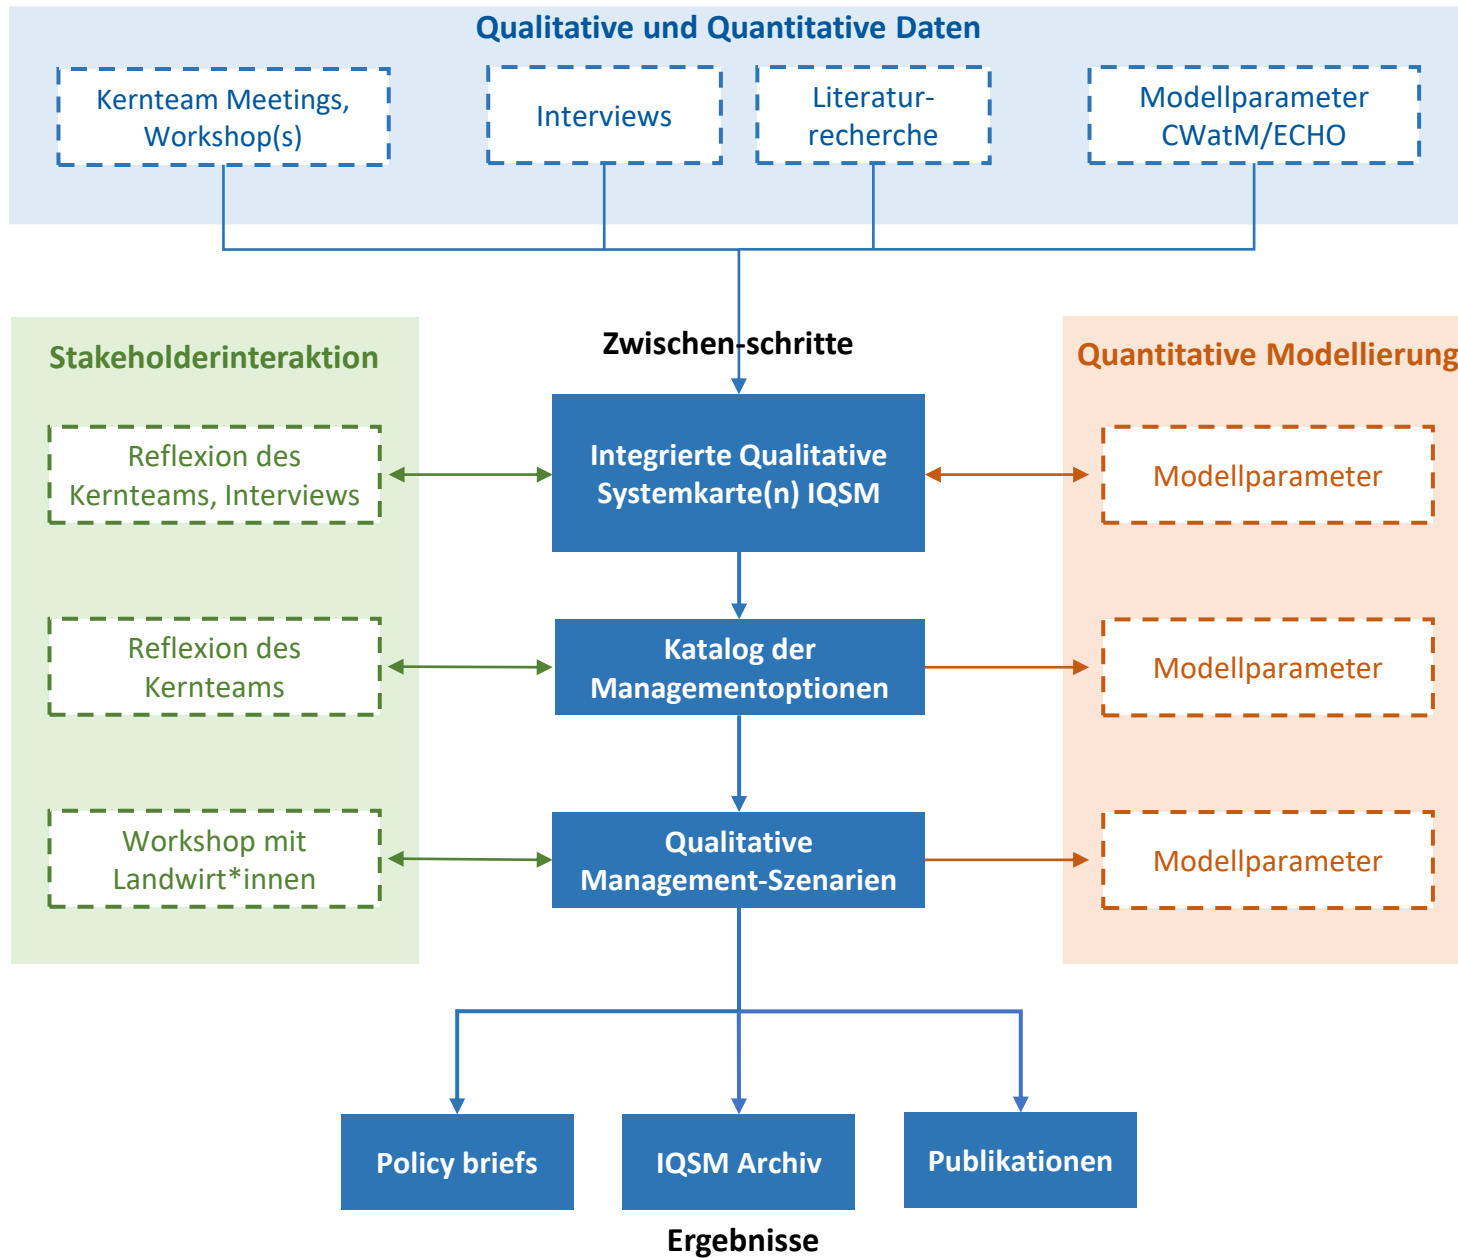 Qualitative und Quantitative Daten
Kernteam Meetings,
Workshop(s)
Interviews
Literatur-
recherche
Modellparameter
CWatM/ECHO
Stakeholderinteraktion
Zwischen-schritte
Quantitative Modellierung
Reflexion des
Kernteams, Interviews
Integrierte Qualitative
Systemkarte(n) IQSM
Modellparameter
Reflexion des
Kernteams
Katalog der
Managementoptionen
Modellparameter
Workshop mit
Landwirt*innen
Qualitative
Management-Szenarien
Modellparameter
Policy briefs
IQSM Archiv
Publikationen
Ergebnisse